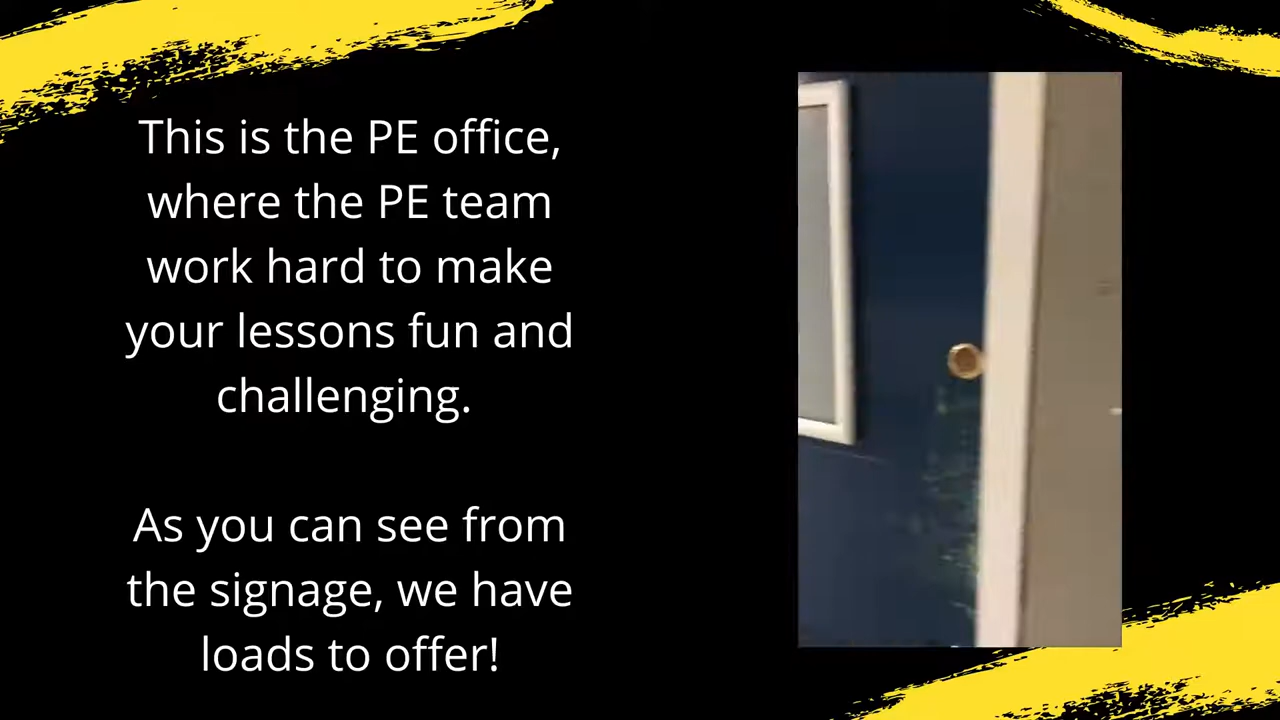 This is the PE office,
where the PE team
work hard to make
your lessons fun and
challenging.
As you can see from
the signage, we have
loads to offer!